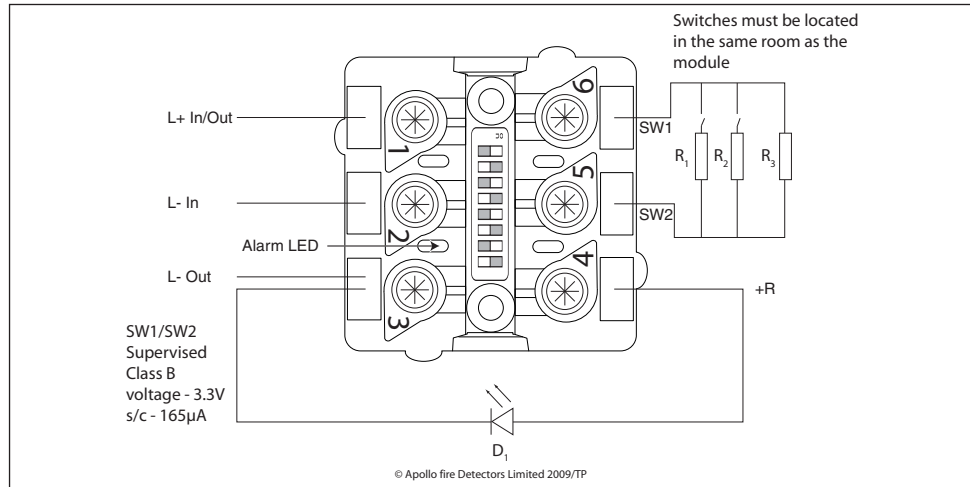 Switches must be located
in the same room as the
module
L+ In/Out
L- In
Alarm LED
L- Out
1
2
3
6
5
4
R
SW1
SW2
R1
R2
R3
+R
SW1/SW2
Supervised
Class B
voltage - 3.3V
s/c - 165µA
D1
© Apollo fire Detectors Limited 2009/TP